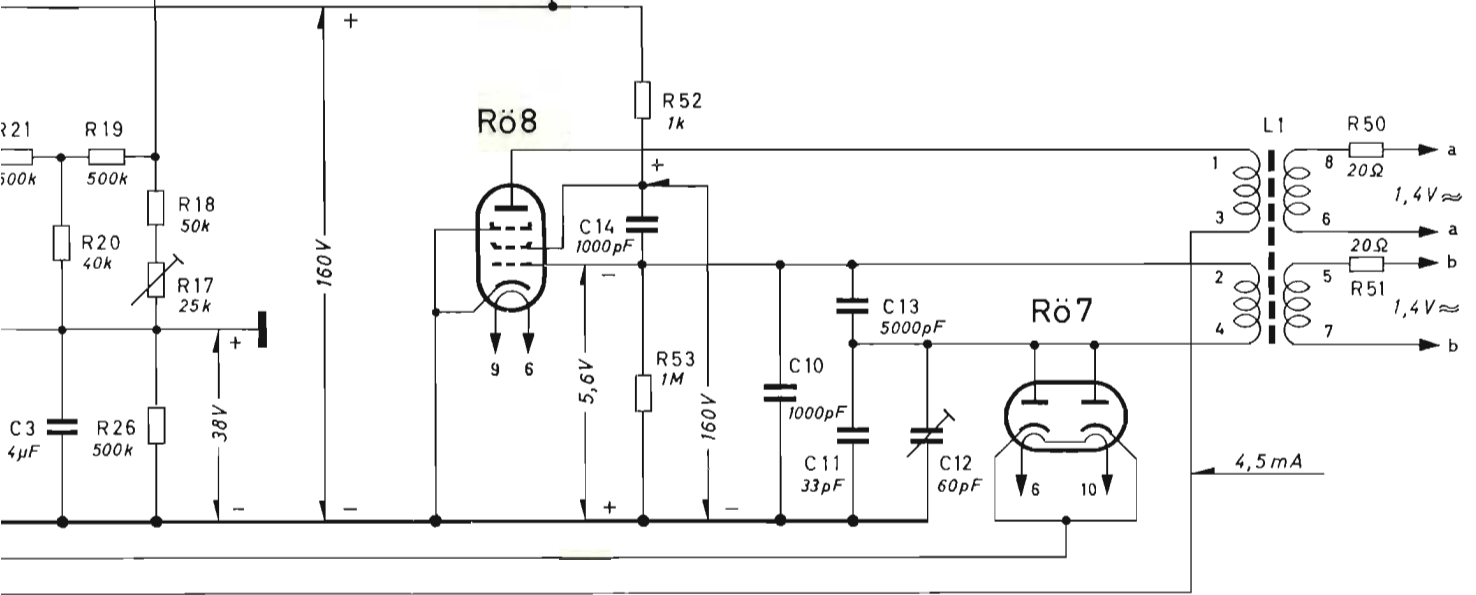 +
R52
1k
Rö8
L1
R50
R21
R19
1
8
a
500k
500k
+
20Ω
1,4V≈
R18
50k
3
6
a
C14
1000pF
R20
40k
160V
20Ω
−
b
R17
25k
2
5
R51
C13
5000pF
Rö7
1,4V≈
4
7
b
+
9
6
5,6V
R53
1M
C10
1000pF
160V
38V
C3
4µF
R26
500k
C11
33pF
C12
60pF
6
10
4,5mA
−
−
+
−